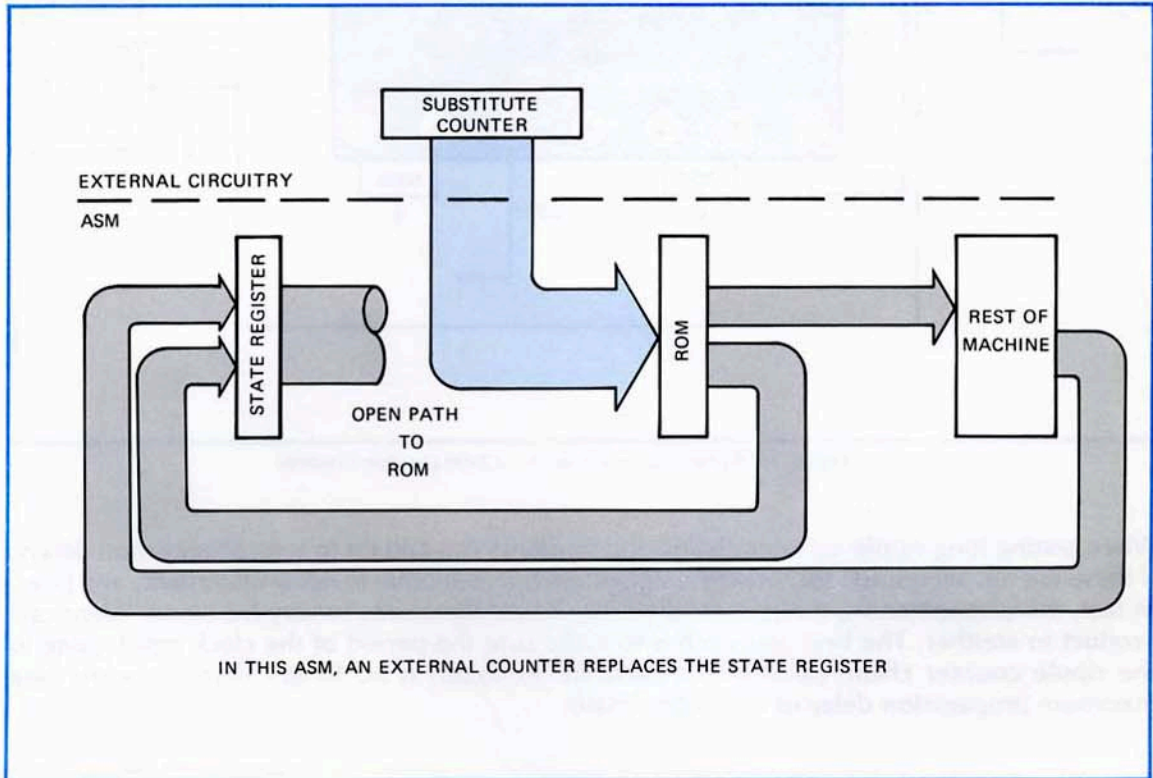 SUBSTITUTE
COUNTER
EXTERNAL CIRCUITRY
ASM
STATE REGISTER
ROM
REST OF
MACHINE
OPEN PATH
TO
ROM
IN THIS ASM, AN EXTERNAL COUNTER REPLACES THE STATE REGISTER